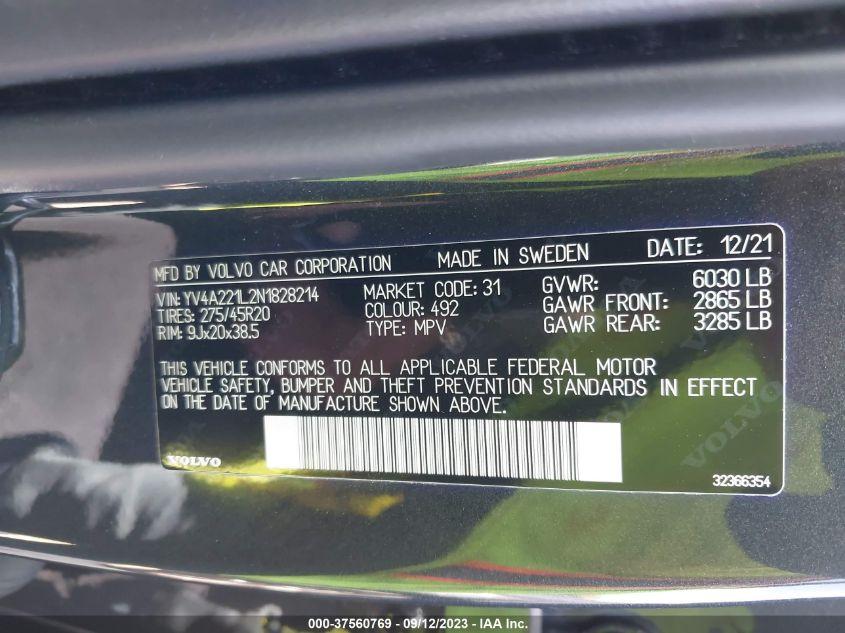 MFD BY VOLVO CAR CORPORATION MADE IN SWEDEN DATE: 12/21
VIN: YV4A221L2N1828214 MARKET CODE: 31 GVWR: 6030 LB
TIRES: 275/45R20 COLOUR: 492 GAWR FRONT: 2865 LB
RIM: 9Jx20x38.5 TYPE: MPV GAWR REAR: 3285 LB
THIS VEHICLE CONFORMS TO ALL APPLICABLE FEDERAL MOTOR
VEHICLE SAFETY, BUMPER AND THEFT PREVENTION STANDARDS IN EFFECT
ON THE DATE OF MANUFACTURE SHOWN ABOVE.
VOLVO
VOLVO
32366354
000-37560769 - 09/12/2023 - IAA Inc.